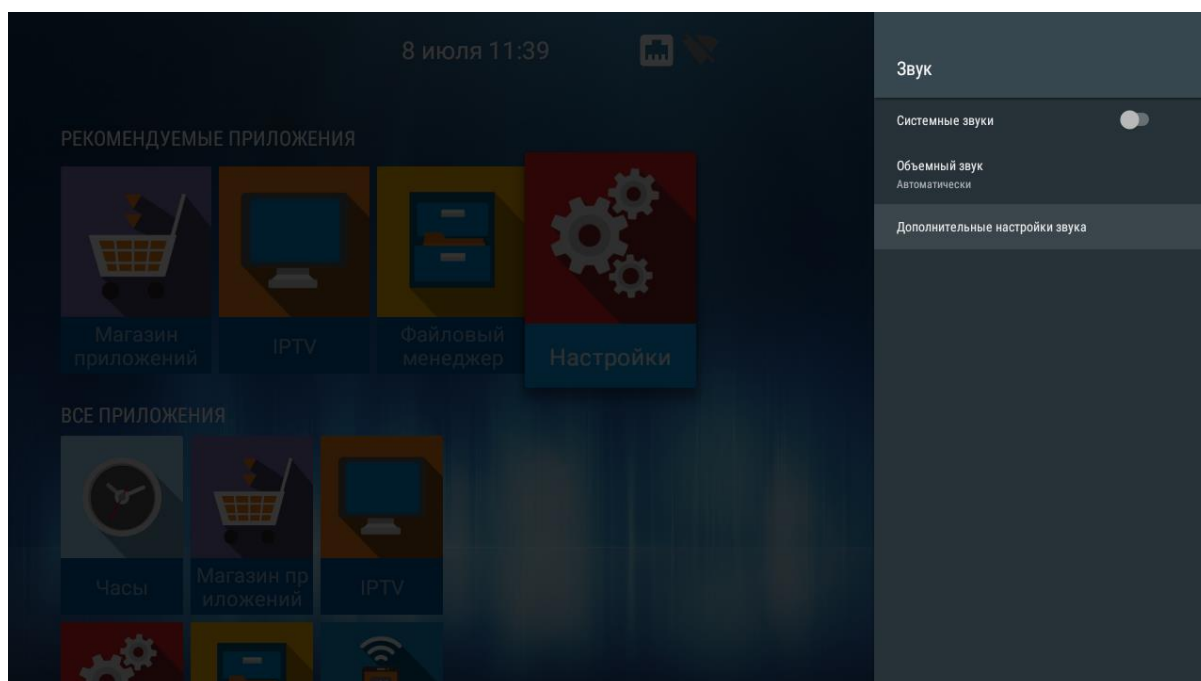 8 июля 11:39
Звук
Системные звуки
Объемный звук
Автоматически
Дополнительные настройки звука
РЕКОМЕНДУЕМЫЕ ПРИЛОЖЕНИЯ
Магазин
приложений
IPTV
Файловый
менеджер
Настройки
ВСЕ ПРИЛОЖЕНИЯ
Часы
Магазин пр
иложений
IPTV